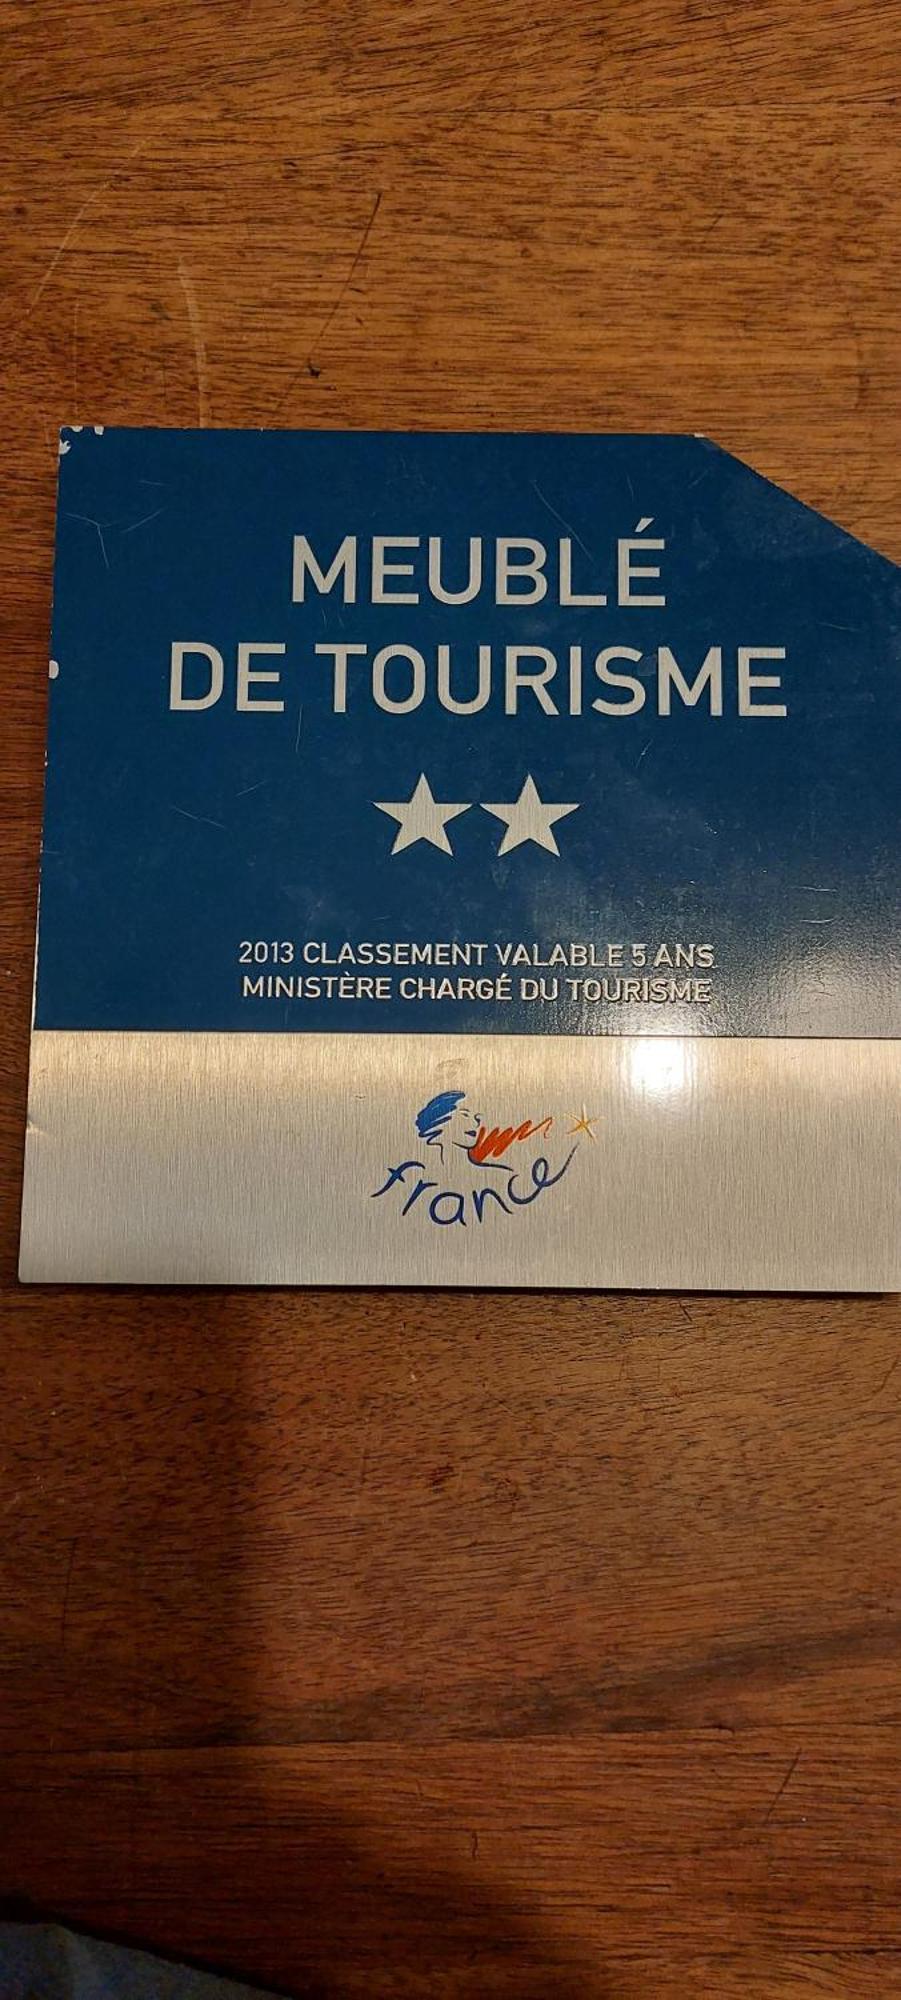 MEUBLÉ
DE TOURISME
2013 CLASSEMENT VALABLE 5 ANS
MINISTÈRE CHARGÉ DU TOURISME
france